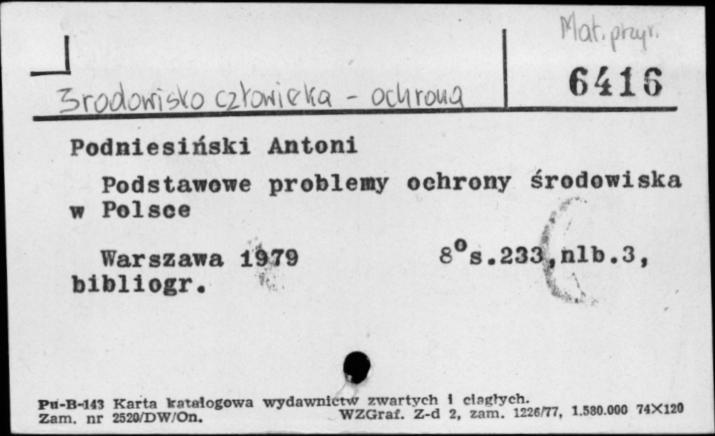 Mat. przyr.
6416
Środowisko człowieka - ochrona
Podniesiński Antoni
Podstawowe problemy ochrony środowiska
w Polsce
Warszawa 1979 8°s.233,nlb.3,
bibliogr.
Pu-B-143 Karta katalogowa wydawnictw zwartych i ciągłych.
Zam. nr 2520/DW/On. WZGraf. Z-d 2, zam. 1226/77, 1.580.000 74X120